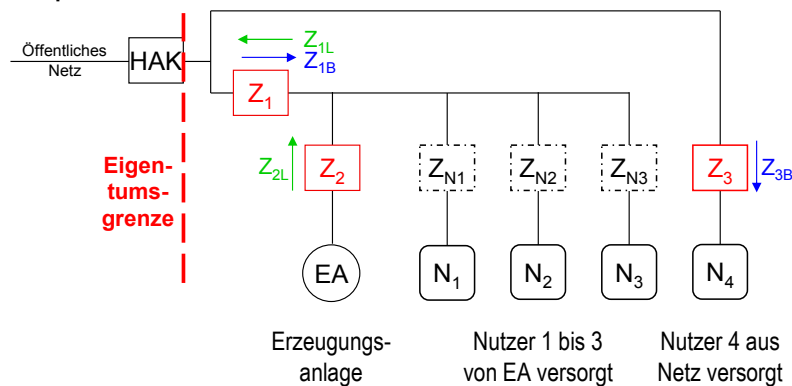 Öffentliches
Netz
HAK
Z1L
Z1B
Z1
Eigen-
tums-
grenze
Z2L
Z2
ZN1
ZN2
ZN3
Z3
Z3B
EA
N1
N2
N3
N4
Erzeugungs-
anlage
Nutzer 1 bis 3
von EA versorgt
Nutzer 4 aus
Netz versorgt